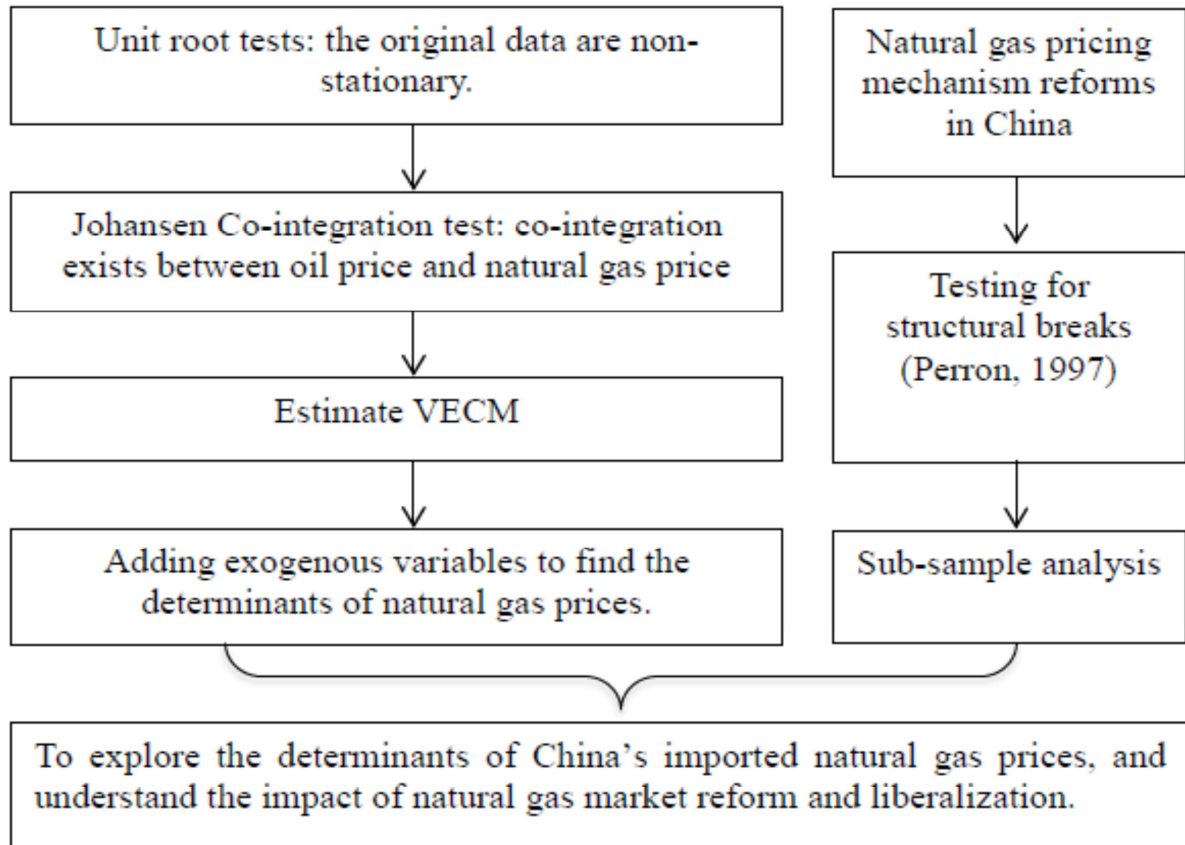 Unit root tests: the original data are non-
stationary.
Johansen Co-integration test: co-integration
exists between oil price and natural gas price
Estimate VECM
Adding exogenous variables to find the
determinants of natural gas prices.
Natural gas pricing
mechanism reforms
in China
Testing for
structural breaks
(Perron, 1997)
Sub-sample analysis
To explore the determinants of China’s imported natural gas prices, and
understand the impact of natural gas market reform and liberalization.